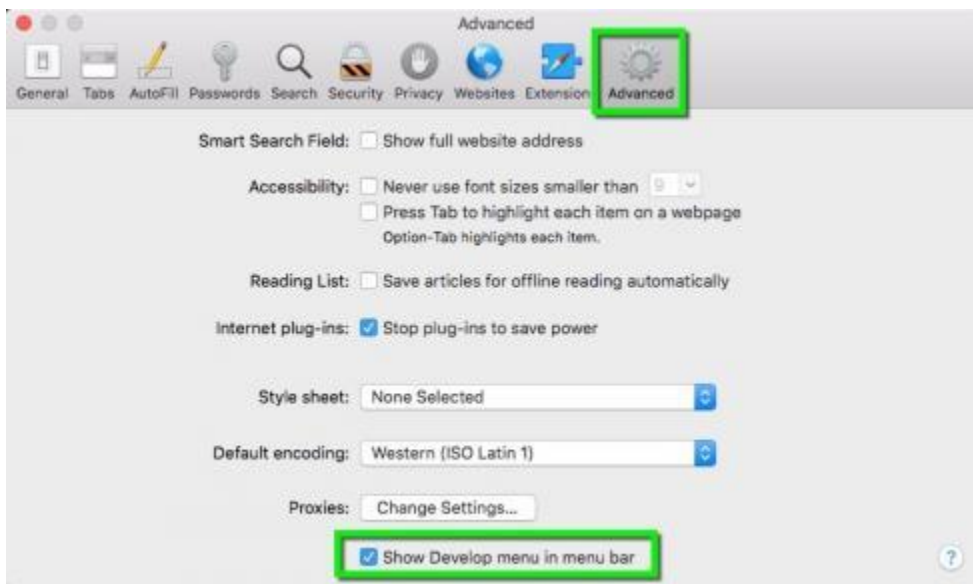 Advanced
General Tabs AutoFill Passwords Search Security Privacy Websites Extension Advanced
Smart Search Field: Show full website address
Accessibility: Never use font sizes smaller than 9
Press Tab to highlight each item on a webpage
Option-Tab highlights each item.
Reading List: Save articles for offline reading automatically
Internet plug-ins: Stop plug-ins to save power
Style sheet: None Selected
Default encoding: Western (ISO Latin 1)
Proxies: Change Settings...
Show Develop menu in menu bar
?